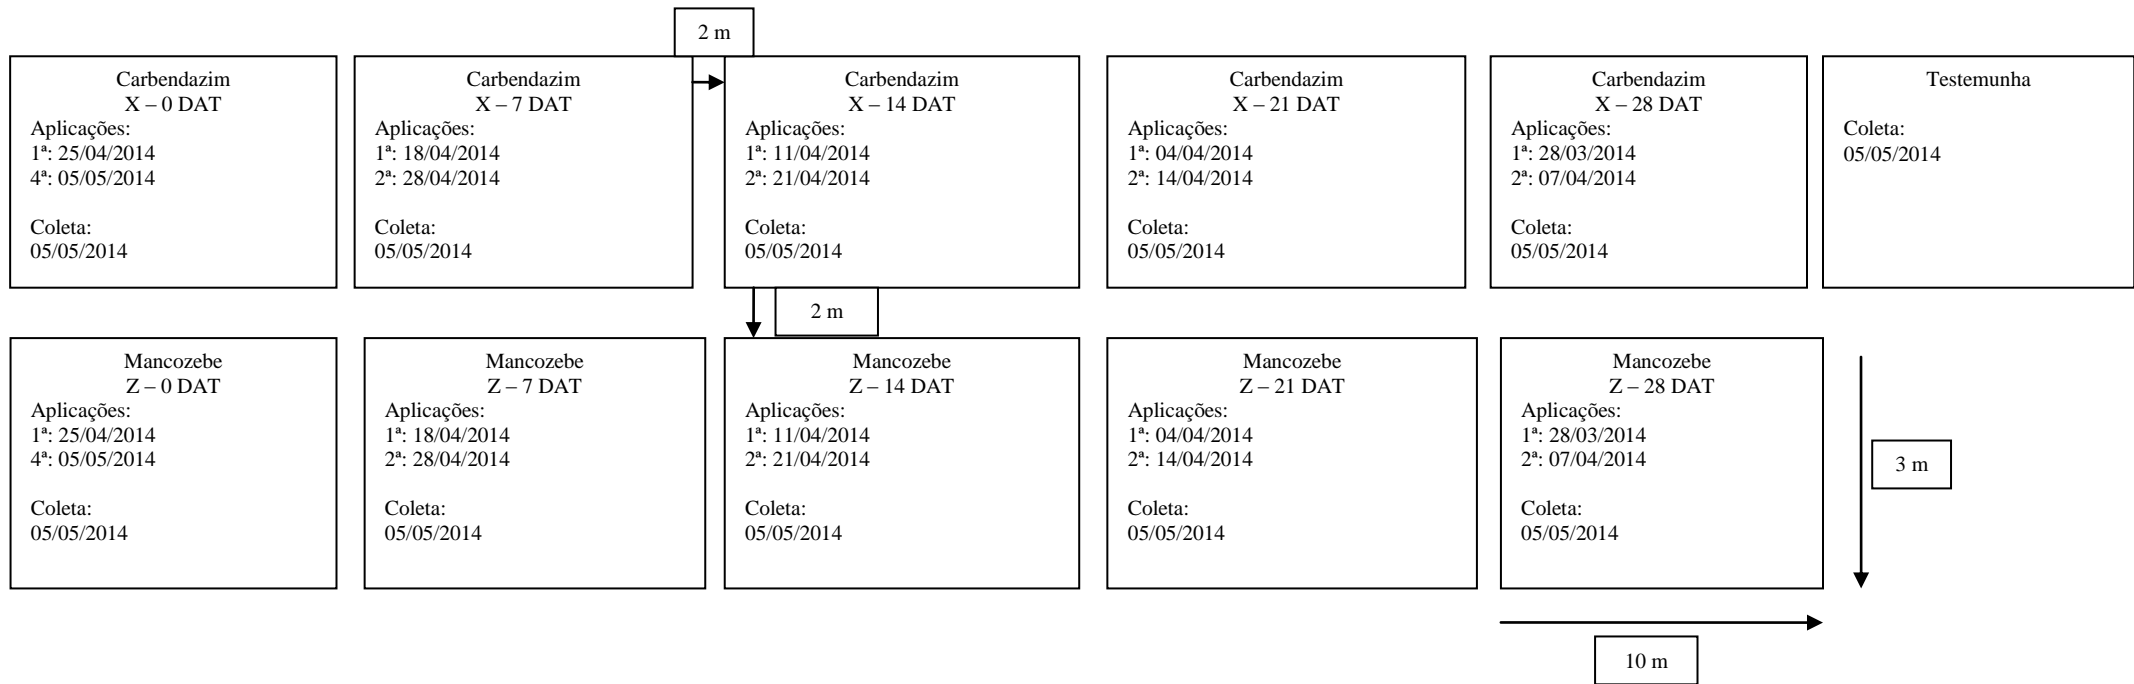 2 m
Carbendazim
X – 0 DAT
Aplicações:
1ª: 25/04/2014
4ª: 05/05/2014
Coleta:
05/05/2014
Carbendazim
X – 7 DAT
Aplicações:
1ª: 18/04/2014
2ª: 28/04/2014
Coleta:
05/05/2014
Carbendazim
X – 14 DAT
Aplicações:
1ª: 11/04/2014
2ª: 21/04/2014
Coleta:
05/05/2014
Carbendazim
X – 21 DAT
Aplicações:
1ª: 04/04/2014
2ª: 14/04/2014
Coleta:
05/05/2014
Carbendazim
X – 28 DAT
Aplicações:
1ª: 28/03/2014
2ª: 07/04/2014
Coleta:
05/05/2014
Testemunha
Coleta:
05/05/2014
2 m
Mancozebe
Z – 0 DAT
Aplicações:
1ª: 25/04/2014
4ª: 05/05/2014
Coleta:
05/05/2014
Mancozebe
Z – 7 DAT
Aplicações:
1ª: 18/04/2014
2ª: 28/04/2014
Coleta:
05/05/2014
Mancozebe
Z – 14 DAT
Aplicações:
1ª: 11/04/2014
2ª: 21/04/2014
Coleta:
05/05/2014
Mancozebe
Z – 21 DAT
Aplicações:
1ª: 04/04/2014
2ª: 14/04/2014
Coleta:
05/05/2014
Mancozebe
Z – 28 DAT
Aplicações:
1ª: 28/03/2014
2ª: 07/04/2014
Coleta:
05/05/2014
3 m
10 m